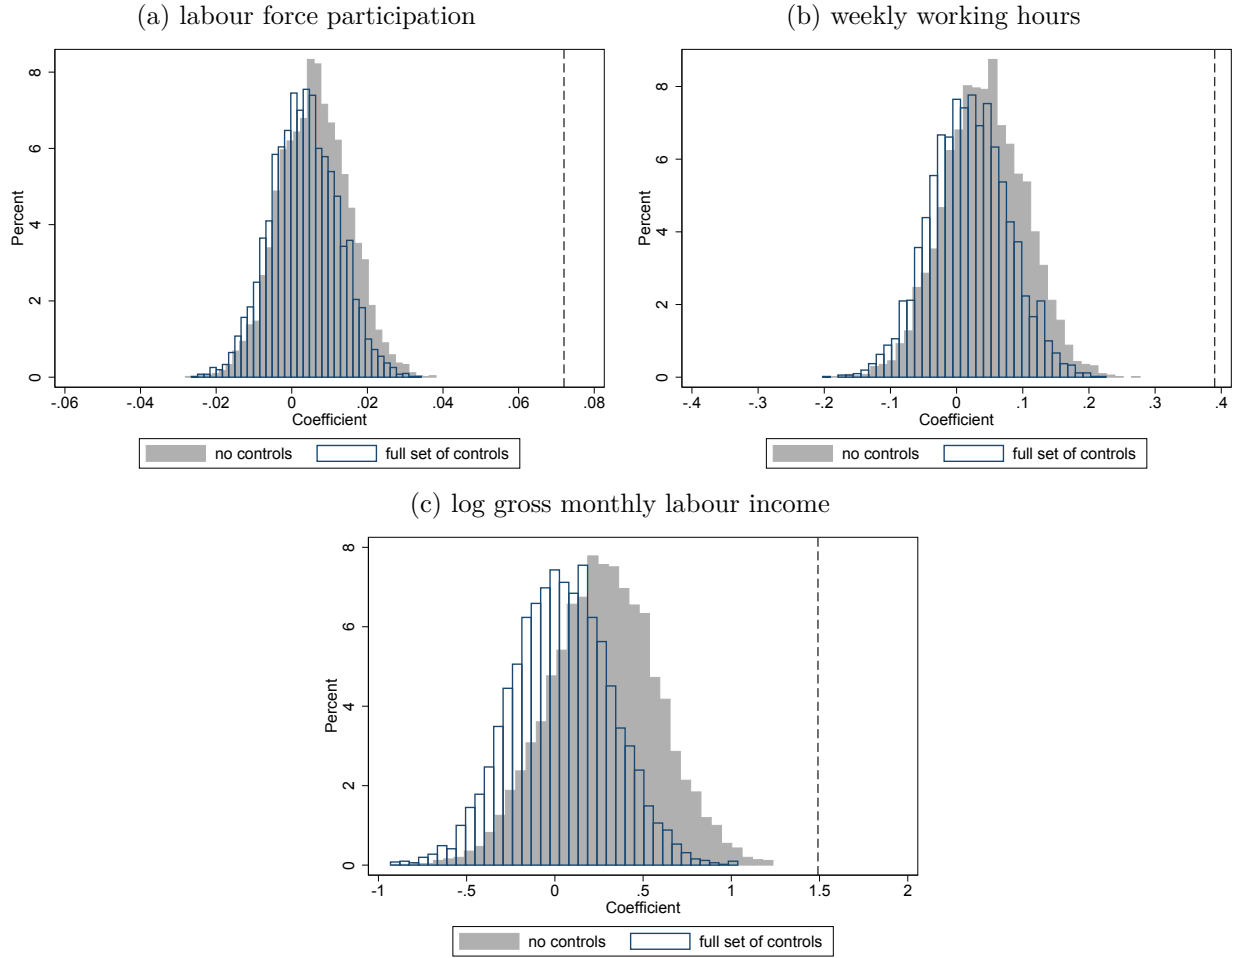 (a) labour force participation
Percent
8
6
4
2
0
-.06 -.04 -.02 0 .02 .04 .06 .08
Coefficient
no controls full set of controls
(b) weekly working hours
Percent
8
6
4
2
0
-.4 -.3 -.2 -.1 0 .1 .2 .3 .4
Coefficient
no controls full set of controls
(c) log gross monthly labour income
Percent
8
6
4
2
0
-1 -.5 0 .5 1 1.5 2
Coefficient
no controls full set of controls